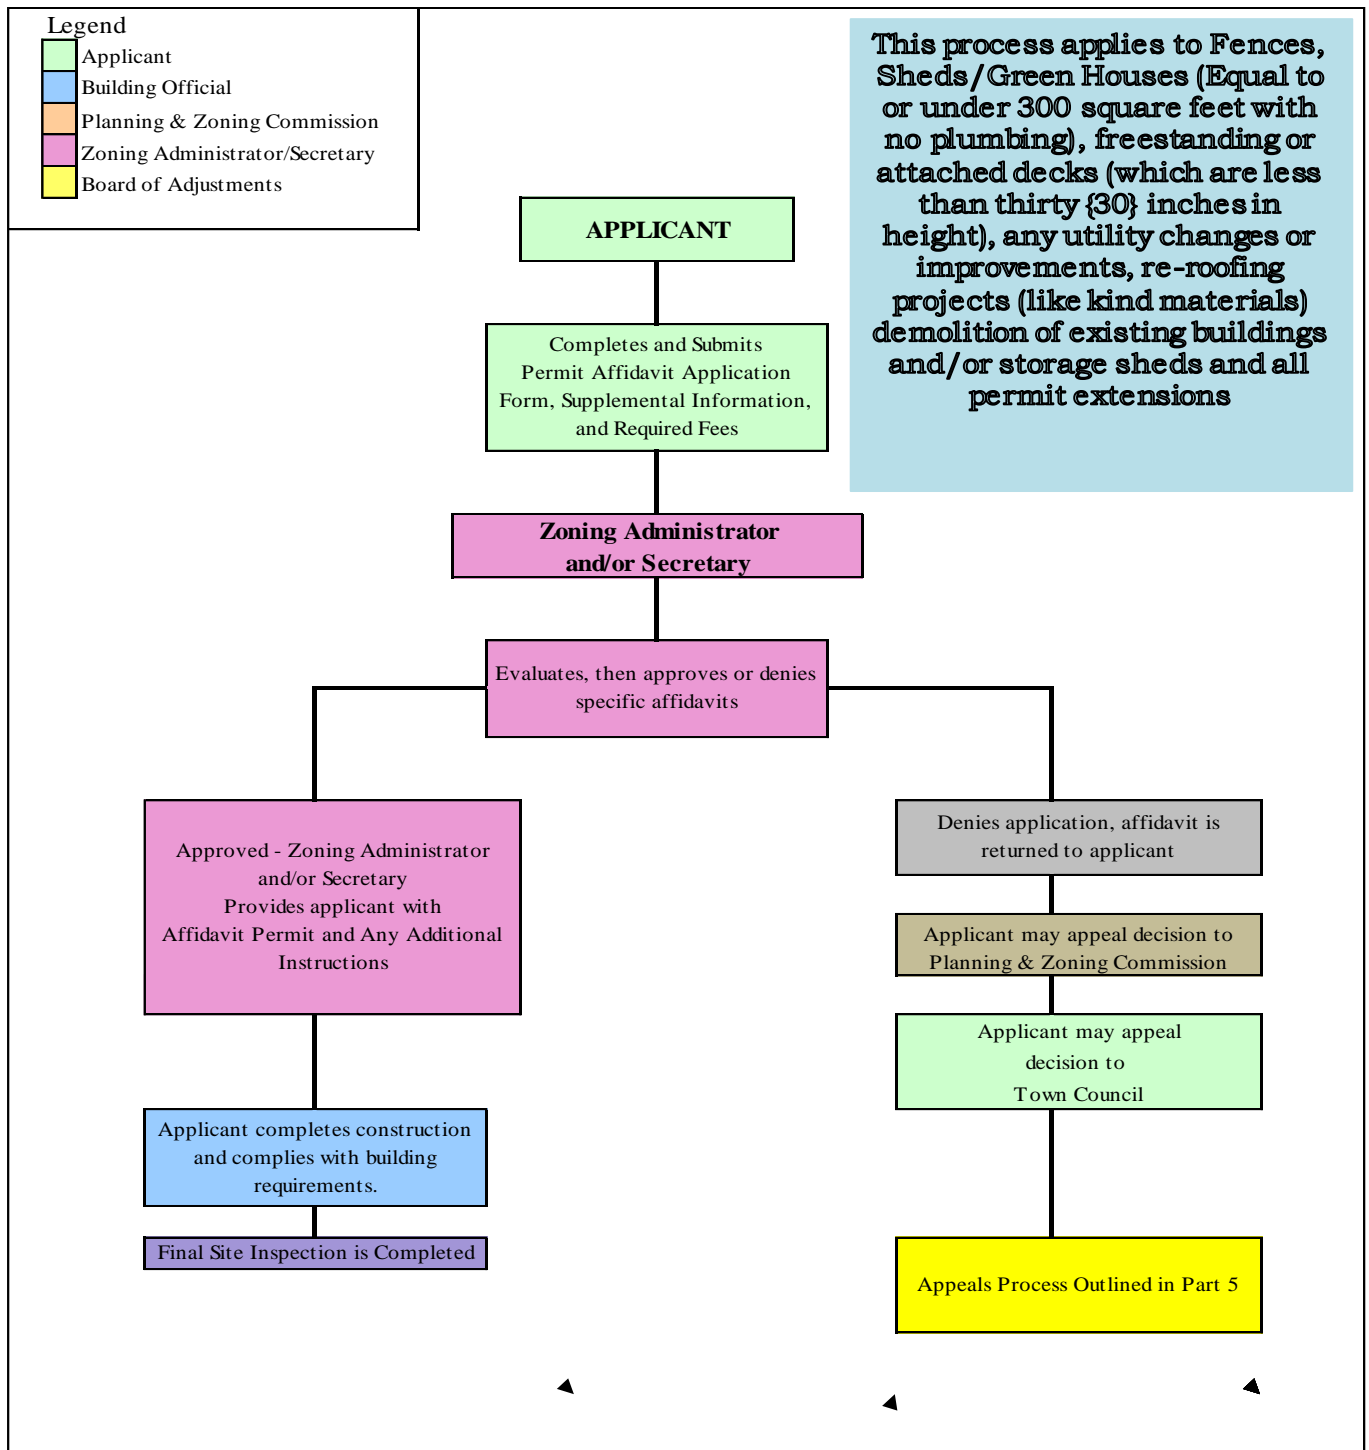 Legend
Applicant
Building Official
Planning & Zoning Commission
Zoning Administrator/Secretary
Board of Adjustments
This process applies to Fences,
Sheds/Green Houses (Equal to
or under 300 square feet with
no plumbing), freestanding or
attached decks (which are less
than thirty {30} inches in
height), any utility changes or
improvements, re-roofing
projects (like kind materials)
demolition of existing buildings
and/or storage sheds and all
permit extensions
APPLICANT
Completes and Submits
Permit Affidavit Application
Form, Supplemental Information,
and Required Fees
Zoning Administrator
and/or Secretary
Evaluates, then approves or denies
specific affidavits
Approved - Zoning Administrator
and/or Secretary
Provides applicant with
Affidavit Permit and Any Additional
Instructions
Applicant completes construction
and complies with building
requirements.
Final Site Inspection is Completed
Denies application, affidavit is
returned to applicant
Applicant may appeal decision to
Planning & Zoning Commission
Applicant may appeal
decision to
Town Council
Appeals Process Outlined in Part 5